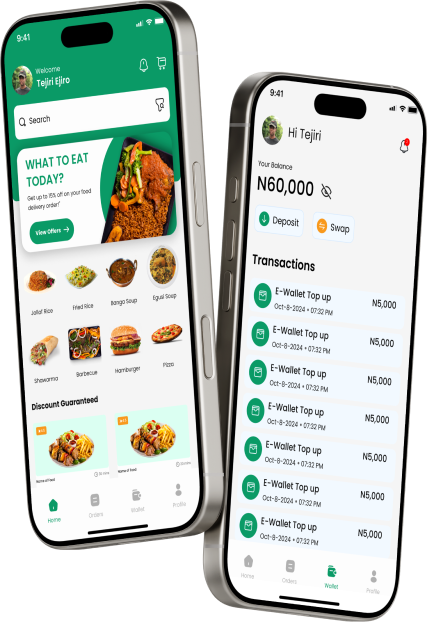 9:41
Welcome
Tejiri Ejiro
Search
WHAT TO EAT
TODAY?
Get up to 15% off on your food
delivery order!
View Offers
Jollof Rice
Fried Rice
Banga Soup
Egusi Soup
Shawarma
Barbecue
Hamburger
Pizza
Discount Guaranteed
Name of Food
Name of Food
Home
Orders
Wallet
Profile
9:41
Hi Tejiri
Your Balance
N60,000
Deposit
Swap
Transactions
E-Wallet Top up
N5,000
Oct-8-2024 • 07:32 PM
E-Wallet Top up
N5,000
Oct-8-2024 • 07:32 PM
E-Wallet Top up
N5,000
Oct-8-2024 • 07:32 PM
E-Wallet Top up
N5,000
Oct-8-2024 • 07:32 PM
E-Wallet Top up
N5,000
Oct-8-2024 • 07:32 PM
E-Wallet Top up
N5,000
Oct-8-2024 • 07:32 PM
E-Wallet Top up
N5,000
Oct-8-2024 • 07:32 PM
Home
Orders
Wallet
Profile